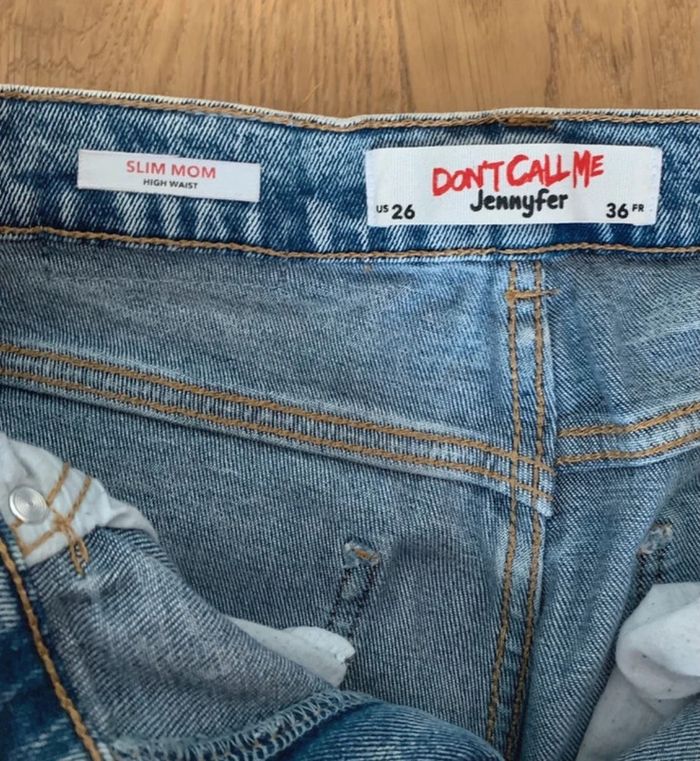 SLIM MOM
HIGH WAIST
DON'T CALL ME
Jennyfer
US 26
36 FR